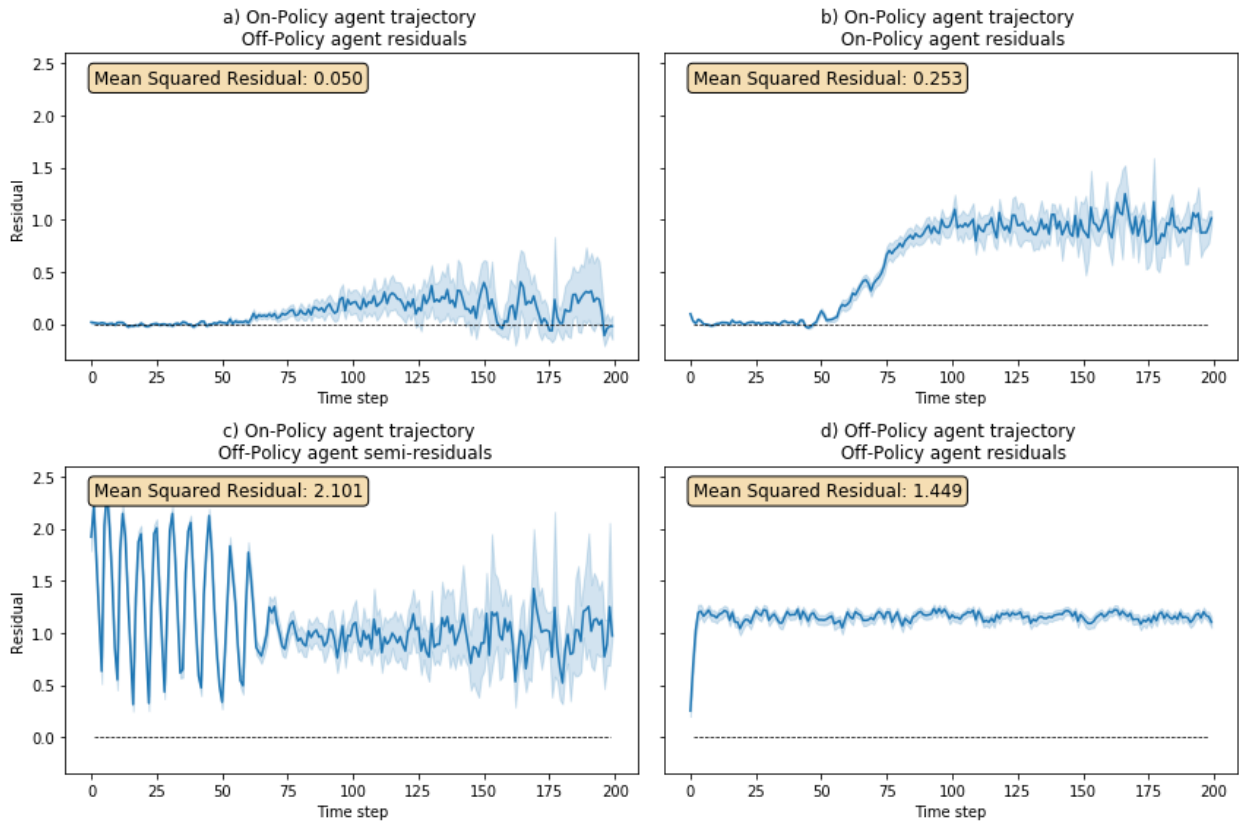 a) On-Policy agent trajectory
Off-Policy agent residuals
Mean Squared Residual: 0.050
2.5
2.0
1.5
1.0
0.5
0.0
Residual
0 25 50 75 100 125 150 175 200
Time step
b) On-Policy agent trajectory
On-Policy agent residuals
Mean Squared Residual: 0.253
0 25 50 75 100 125 150 175 200
Time step
c) On-Policy agent trajectory
Off-Policy agent semi-residuals
Mean Squared Residual: 2.101
2.5
2.0
1.5
1.0
0.5
0.0
Residual
0 25 50 75 100 125 150 175 200
Time step
d) Off-Policy agent trajectory
Off-Policy agent residuals
Mean Squared Residual: 1.449
0 25 50 75 100 125 150 175 200
Time step